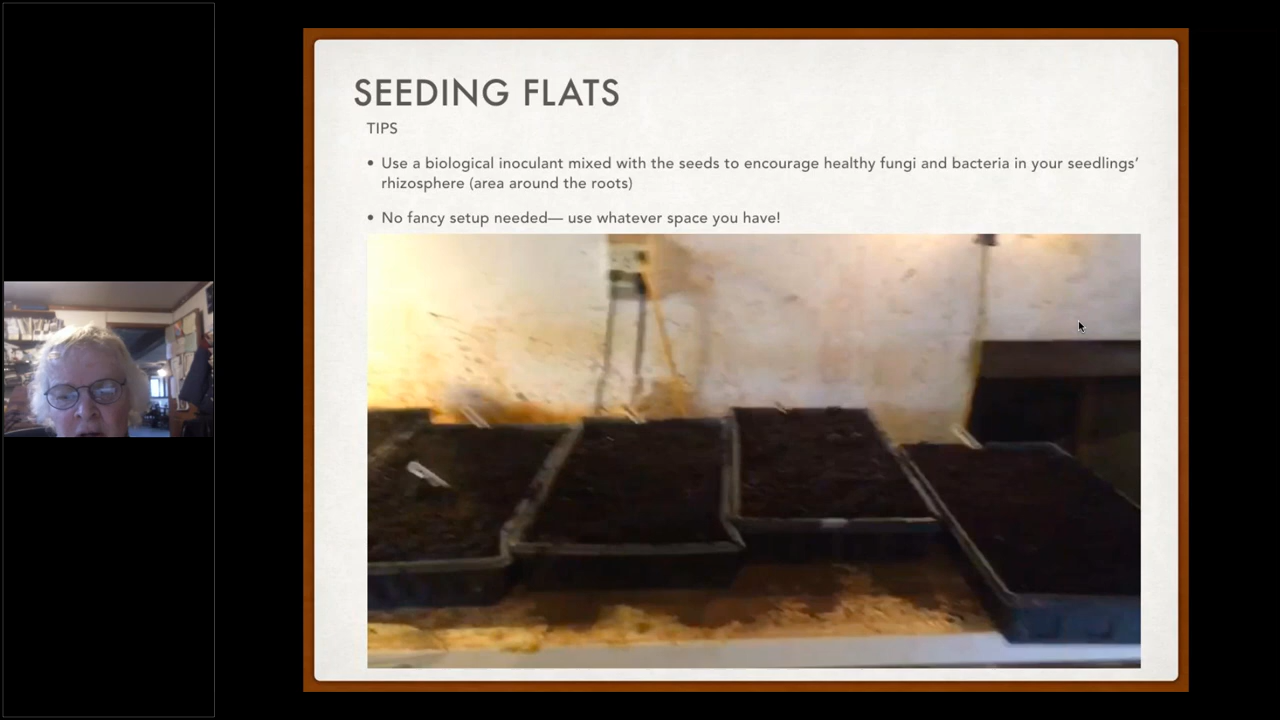 SEEDING FLATS
TIPS
• Use a biological inoculant mixed with the seeds to encourage healthy fungi and bacteria in your seedlings’
rhizosphere (area around the roots)
• No fancy setup needed— use whatever space you have!